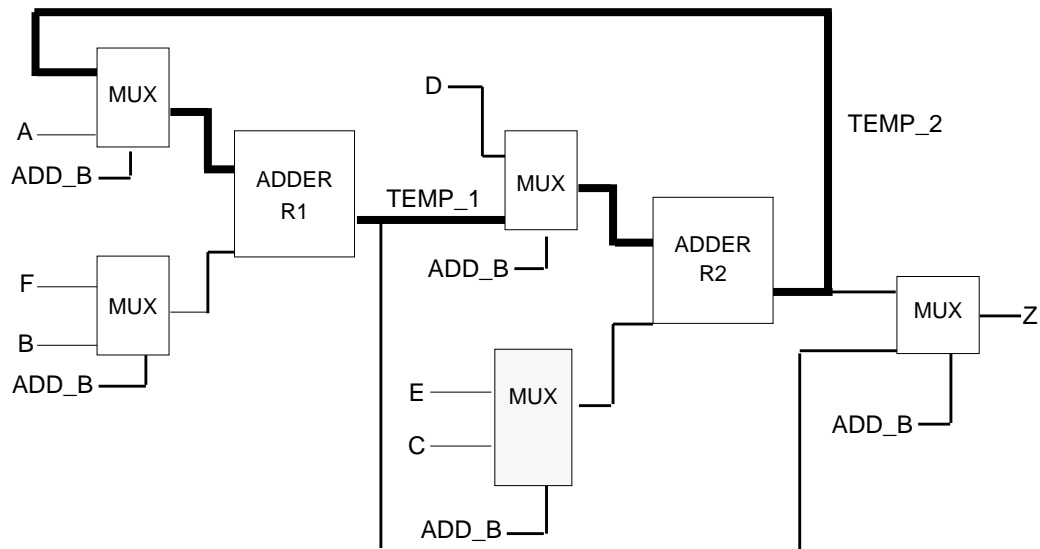 MUX
A
ADD_B
ADDER
R1
F
MUX
B
ADD_B
TEMP_1
D
MUX
ADD_B
ADDER
R2
TEMP_2
E
MUX
C
ADD_B
MUX
Z
ADD_B